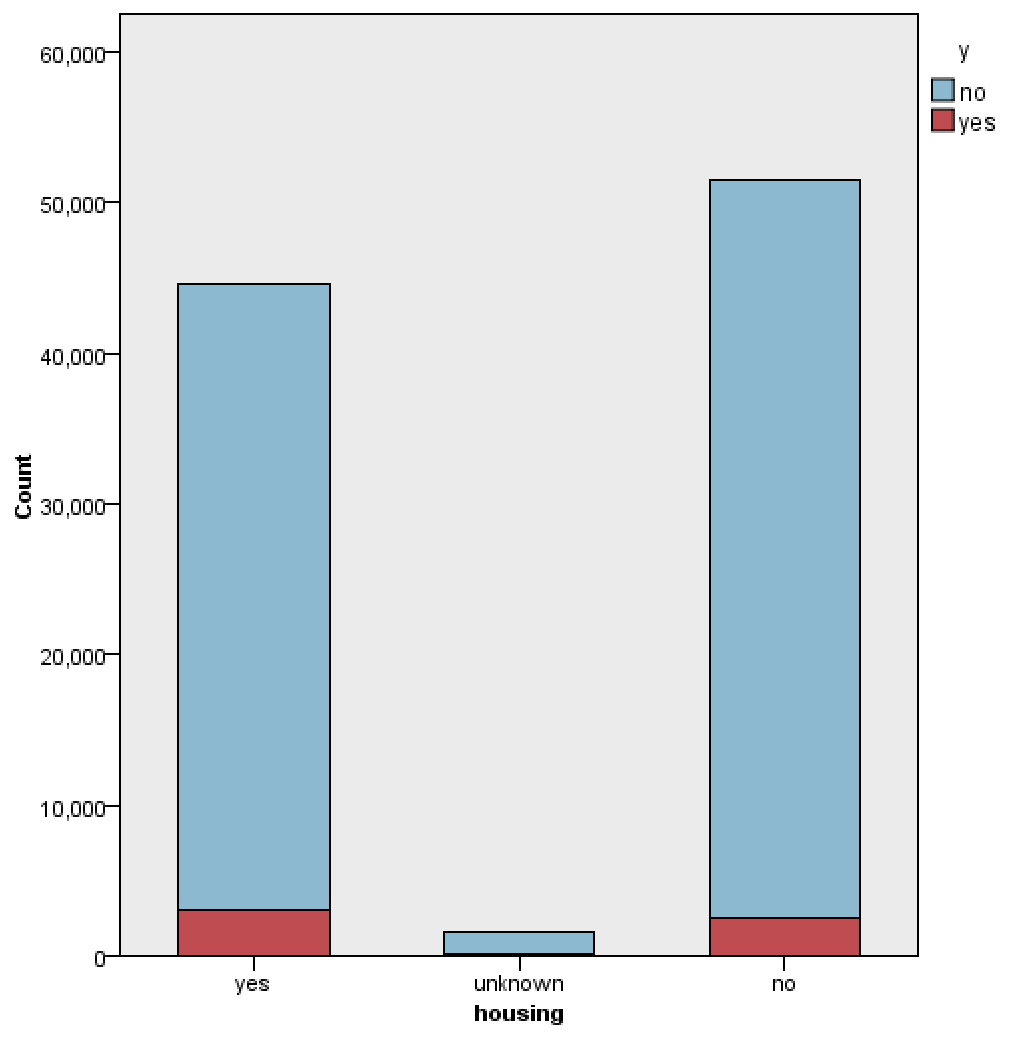 y
no
yes
60,000
50,000
40,000
30,000
20,000
10,000
0
Count
yes
unknown
no
housing